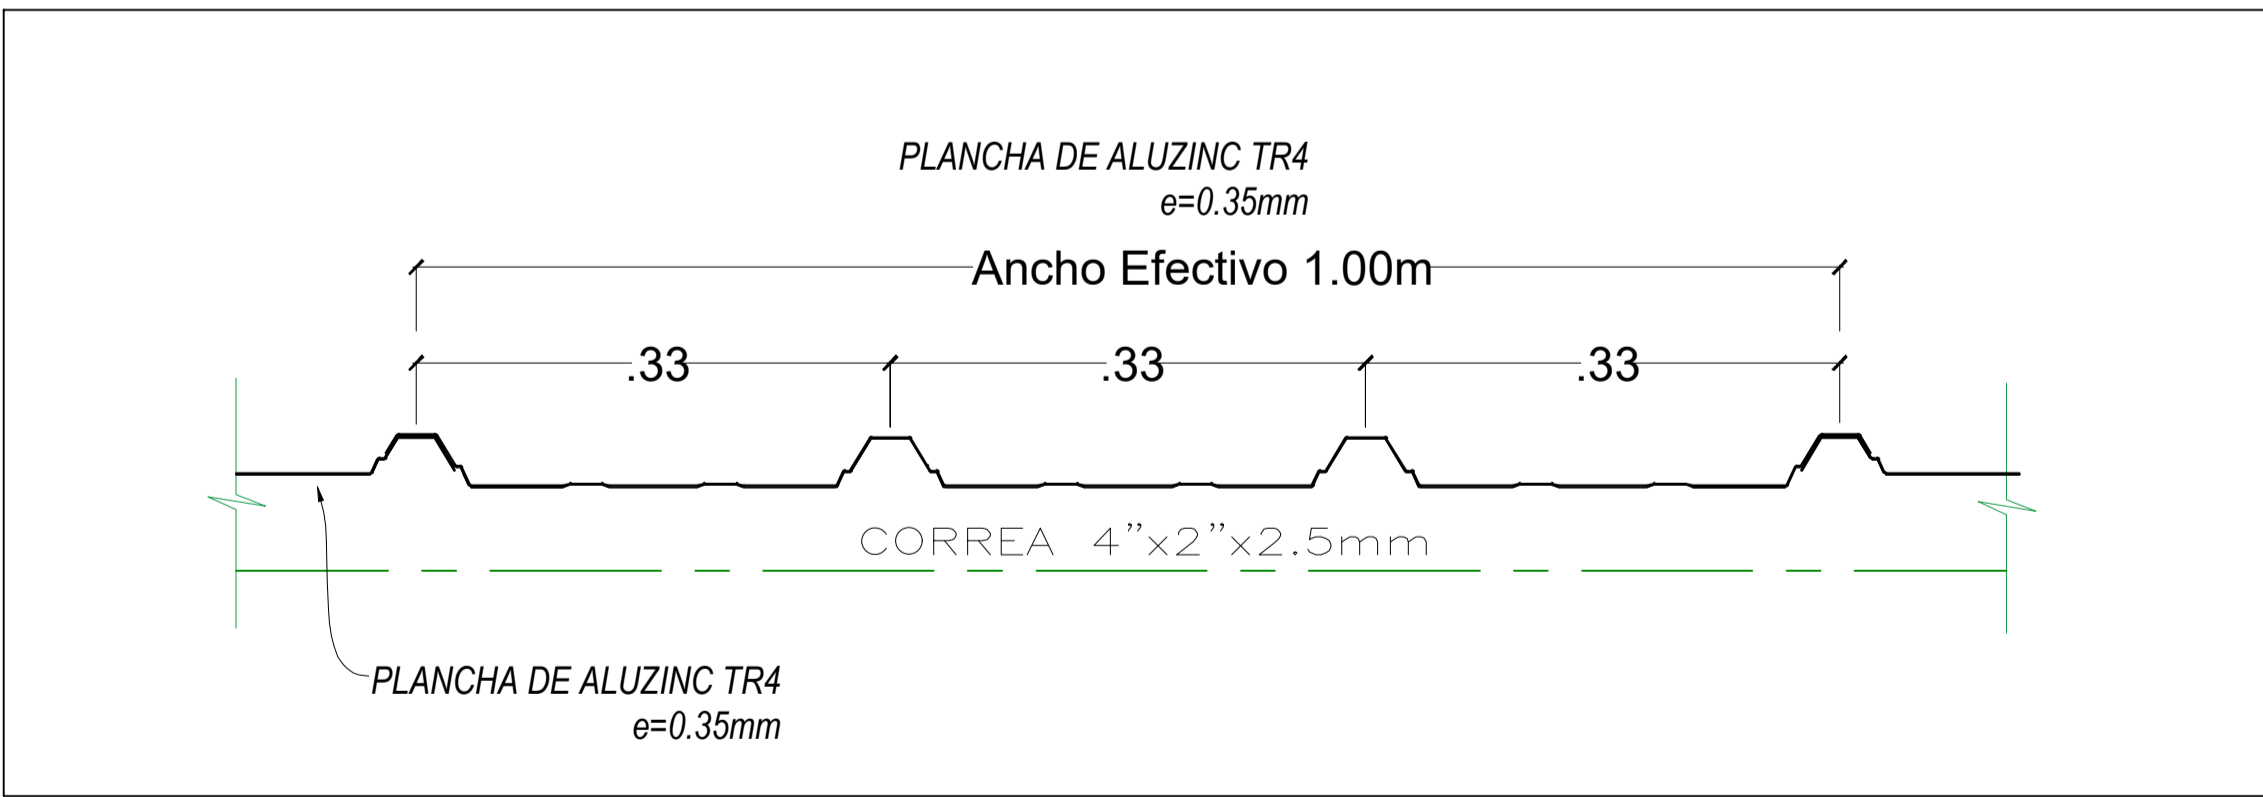 PLANCHA DE ALUZINC TR4
e=0.35mm
Ancho Efectivo 1.00m
.33 .33 .33
CORREA 4”x2”x2.5mm
PLANCHA DE ALUZINC TR4
e=0.35mm